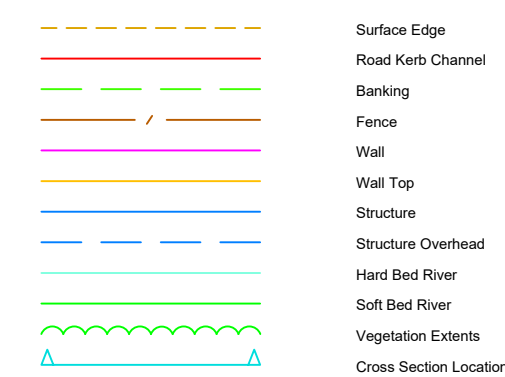 Surface Edge
Road Kerb Channel
Banking
Fence
Wall
Wall Top
Structure
Structure Overhead
Hard Bed River
Soft Bed River
Vegetation Extents
Cross Section Location